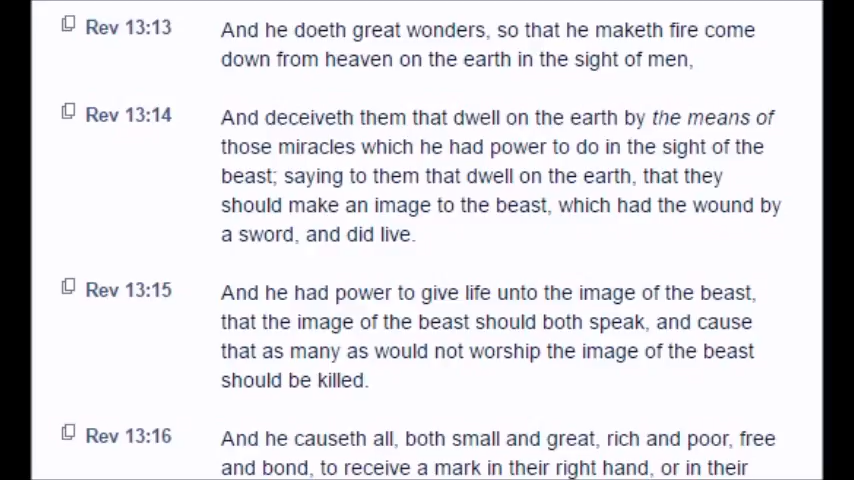 Rev 13:13 And he doeth great wonders, so that he maketh fire come
down from heaven on the earth in the sight of men,
Rev 13:14 And deceiveth them that dwell on the earth by the means of
those miracles which he had power to do in the sight of the
beast; saying to them that dwell on the earth, that they
should make an image to the beast, which had the wound by
a sword, and did live.
Rev 13:15 And he had power to give life unto the image of the beast,
that the image of the beast should both speak, and cause
that as many as would not worship the image of the beast
should be killed.
Rev 13:16 And he causeth all, both small and great, rich and poor, free
and bond, to receive a mark in their right hand, or in their